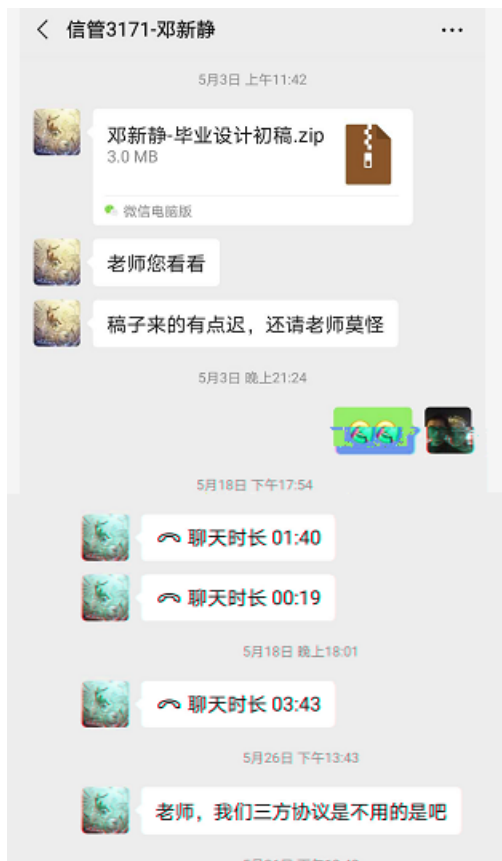 信管3171-邓新静
5月3日 上午11:42
邓新静-毕业设计初稿.zip
3.0 MB
微信电脑版
老师您看看
稿子来的有点迟，还请老师莫怪
5月3日 晚上21:24
5月18日 下午17:54
聊天时长 01:40
聊天时长 00:19
5月18日 晚上18:01
聊天时长 03:43
5月26日 下午13:43
老师，我们三方协议是不用的是吧